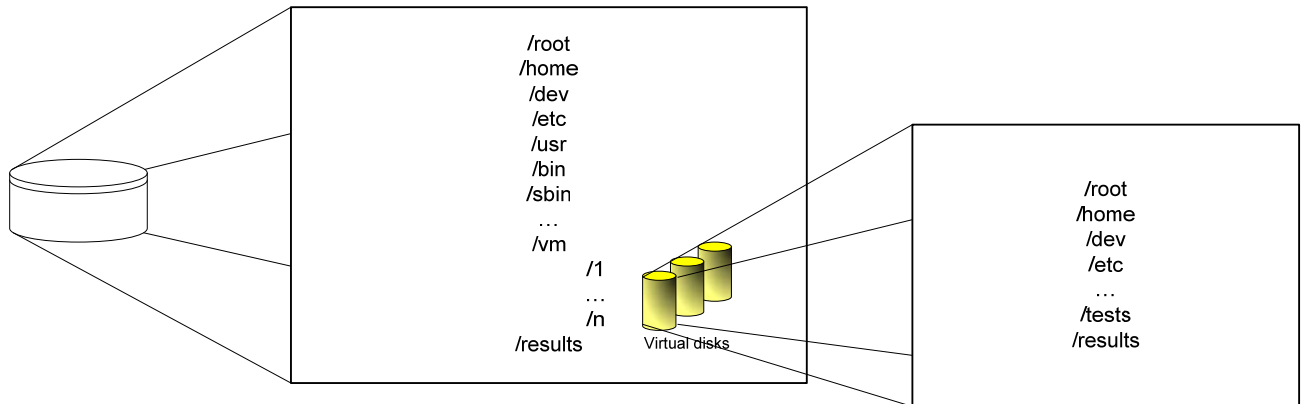 /root
/home
/dev
/etc
/usr
/bin
/sbin
…
/vm
/1
…
/n
/results
Virtual disks
/root
/home
/dev
/etc
…
/tests
/results